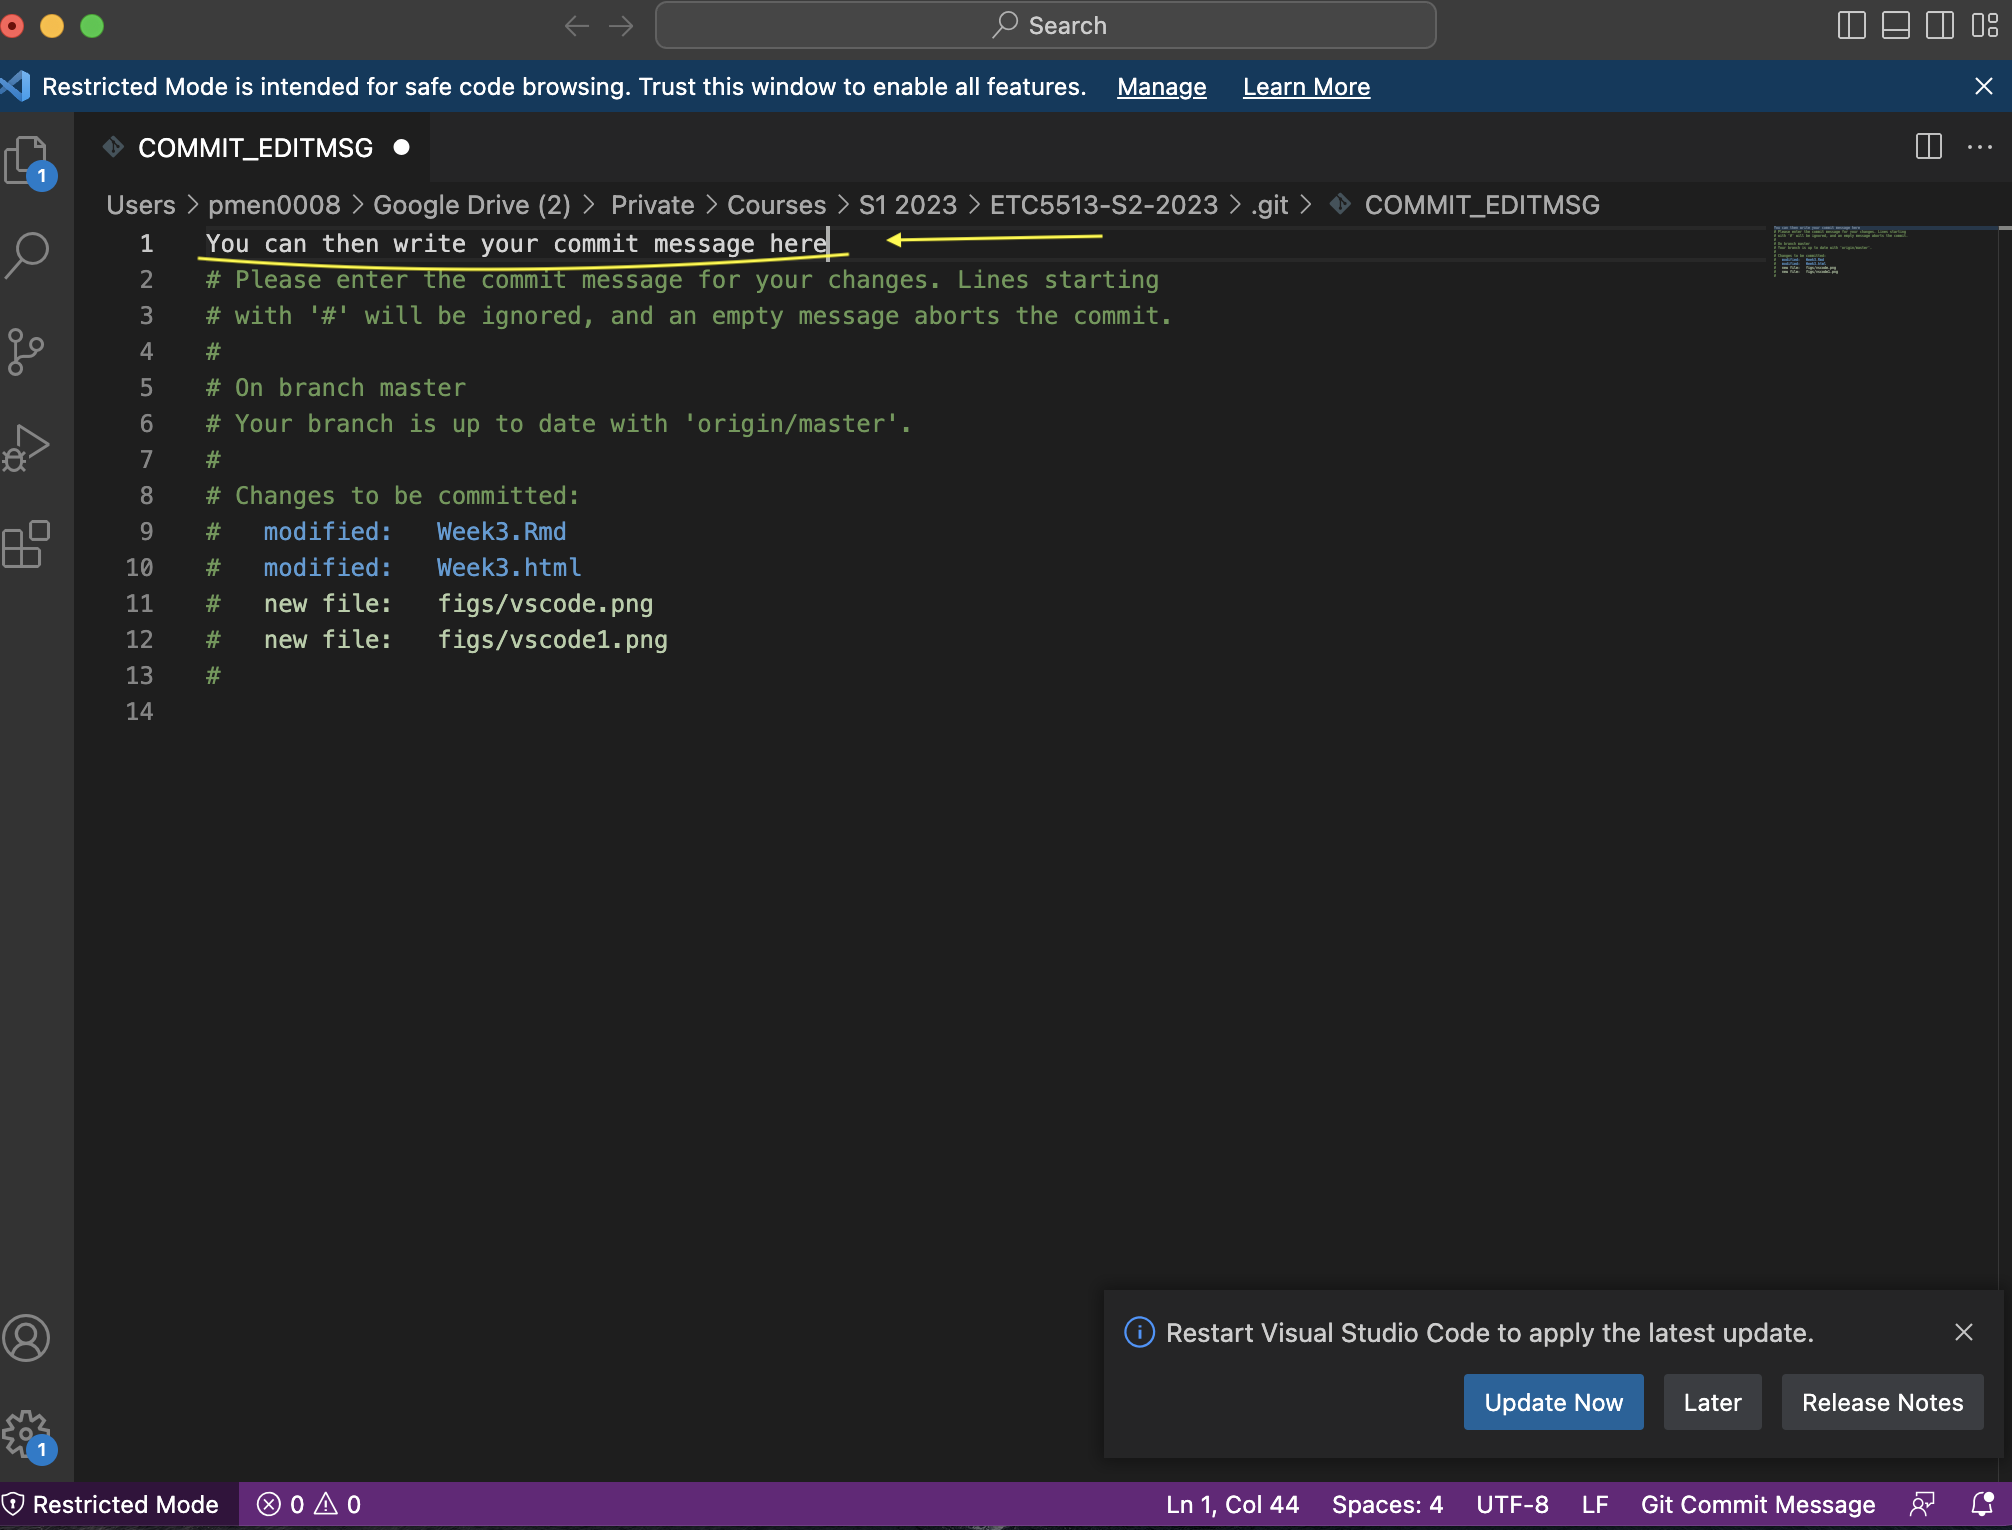 Search
Restricted Mode is intended for safe code browsing. Trust this window to enable all features. Manage Learn More
1
COMMIT_EDITMSG
Users > pmen0008 > Google Drive (2) > Private > Courses > S1 2023 > ETC5513-S2-2023 > .git > COMMIT_EDITMSG
1 You can then write your commit message here
2 # Please enter the commit message for your changes. Lines starting
3 # with '#' will be ignored, and an empty message aborts the commit.
4 #
5 # On branch master
6 # Your branch is up to date with 'origin/master'.
7 #
8 # Changes to be committed:
9 # modified: Week3.Rmd
10 # modified: Week3.html
11 # new file: figs/vscode.png
12 # new file: figs/vscode1.png
13 #
14
Restart Visual Studio Code to apply the latest update.
Update Now Later Release Notes
1
Restricted Mode 0 0 Ln 1, Col 44 Spaces: 4 UTF-8 LF Git Commit Message